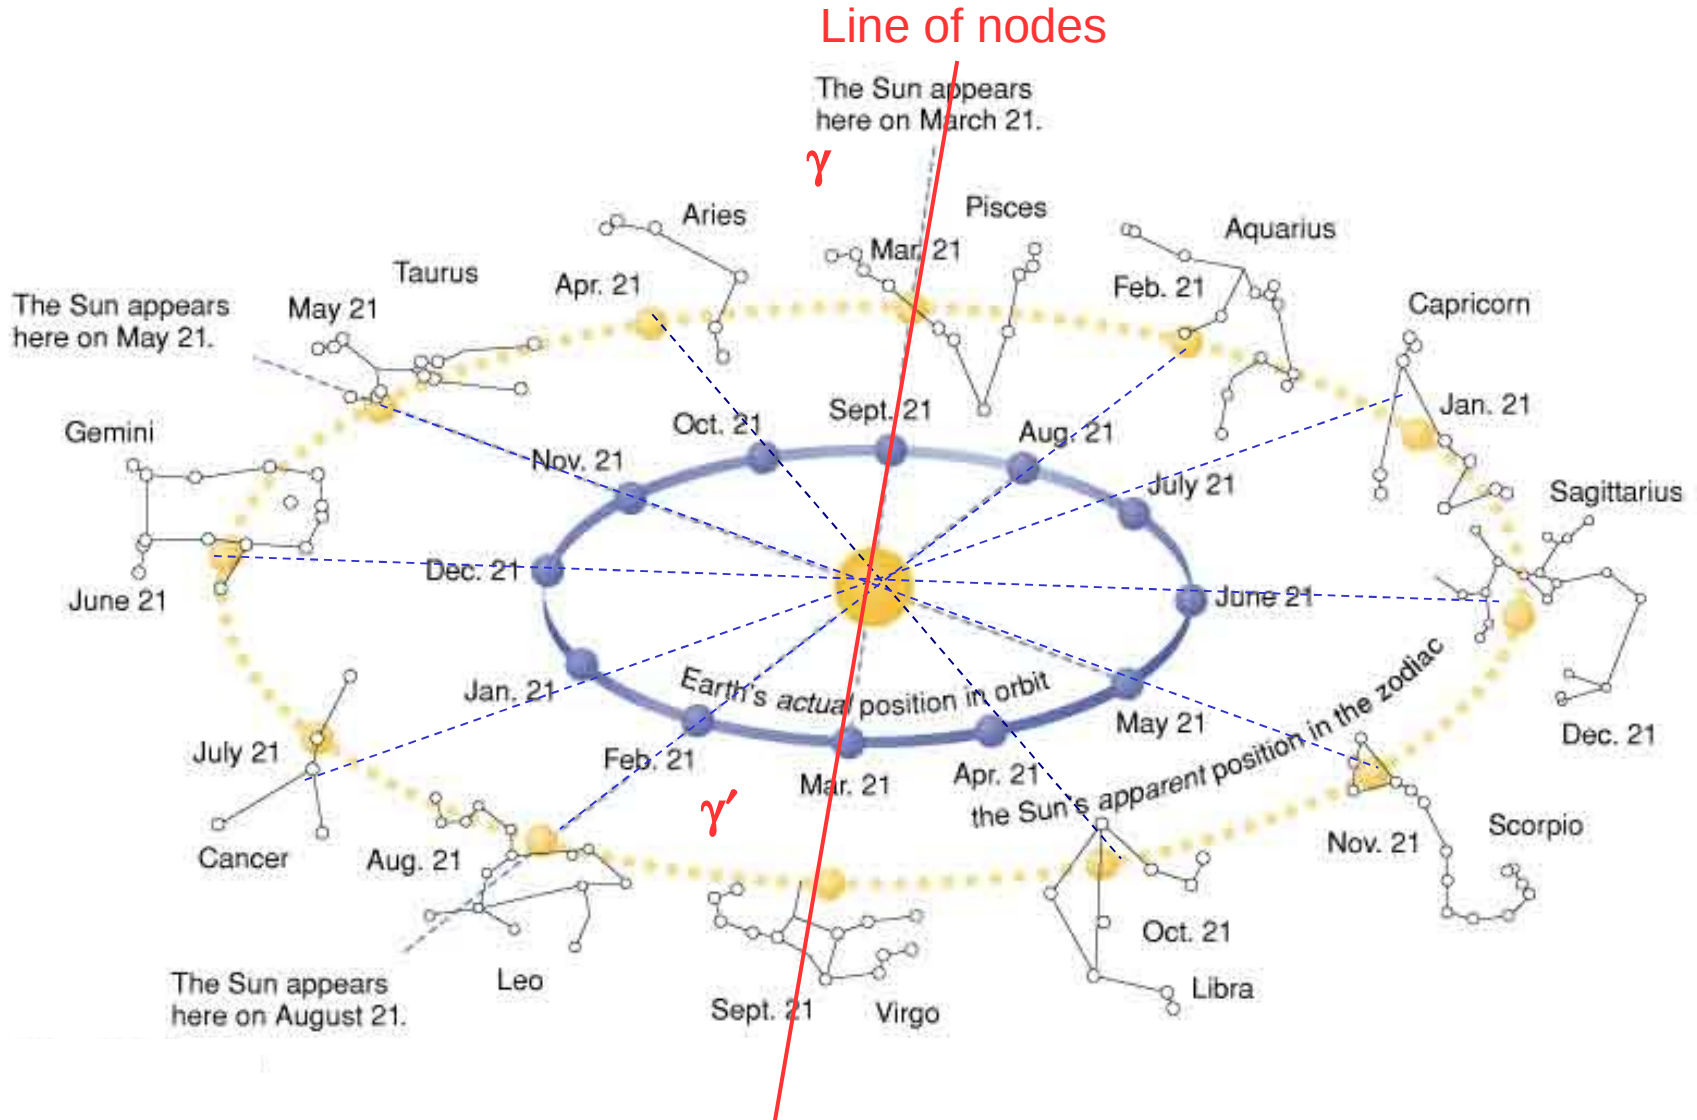 Line of nodes
The Sun appears
here on March 21.
γ
Aries
Pisces
Aquarius
Mar. 21
Taurus
Apr. 21
Feb. 21
The Sun appears
here on May 21.
May 21
Capricorn
Gemini
Oct. 21
Sept. 21
Aug. 21
Jan. 21
Nov. 21
July 21
Sagittarius
Dec. 21
June 21
June 21
Jan. 21
Earth's actual position in orbit
May 21
the Sun's apparent position in the zodiac
Dec. 21
July 21
Feb. 21
Mar. 21
Apr. 21
γ′
Cancer
Aug. 21
Nov. 21
Scorpio
The Sun appears
here on August 21.
Leo
Sept. 21
Virgo
Oct. 21
Libra